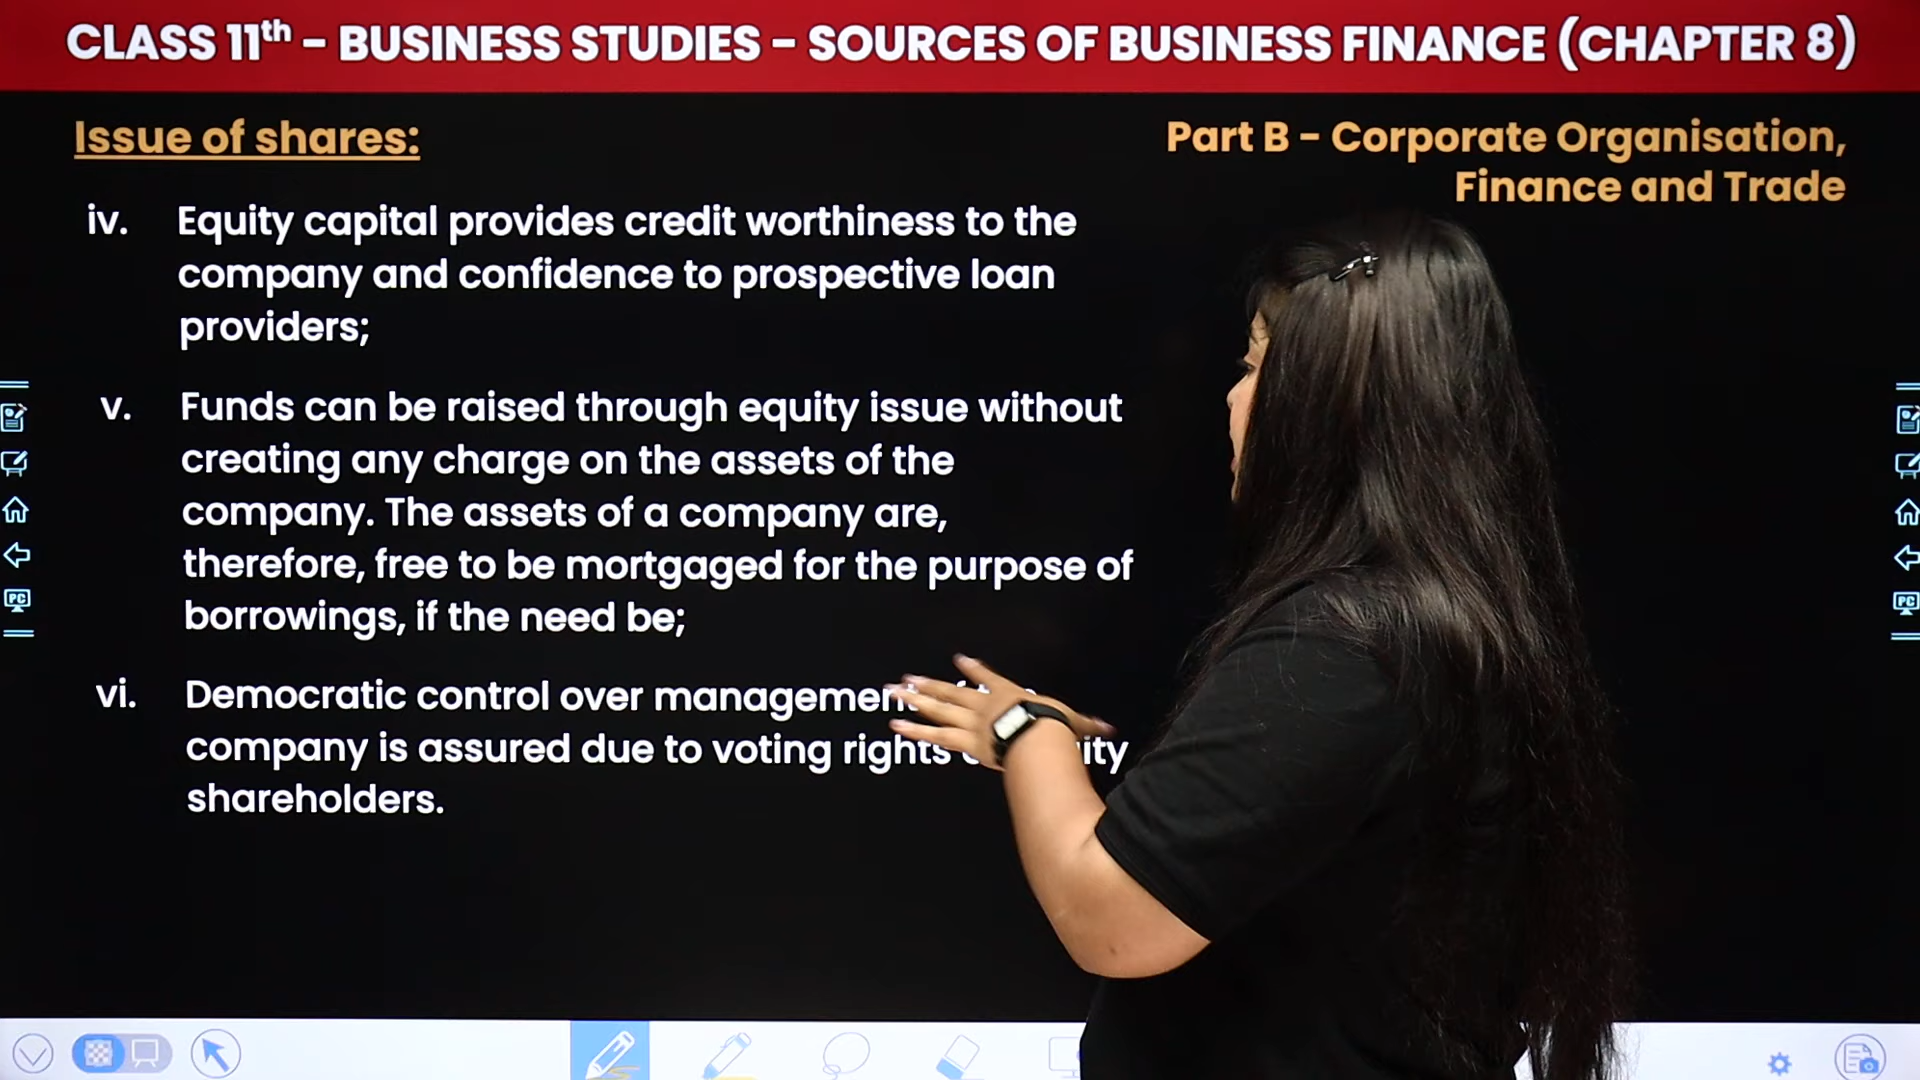 CLASS 11th - BUSINESS STUDIES - SOURCES OF BUSINESS FINANCE (CHAPTER 8)
Issue of shares:
Part B - Corporate Organisation,
Finance and Trade
iv. Equity capital provides credit worthiness to the
company and confidence to prospective loan
providers;
v. Funds can be raised through equity issue without
creating any charge on the assets of the
company. The assets of a company are,
therefore, free to be mortgaged for the purpose of
borrowings, if the need be;
vi. Democratic control over management
company is assured due to voting rights
shareholders.
PC
PC